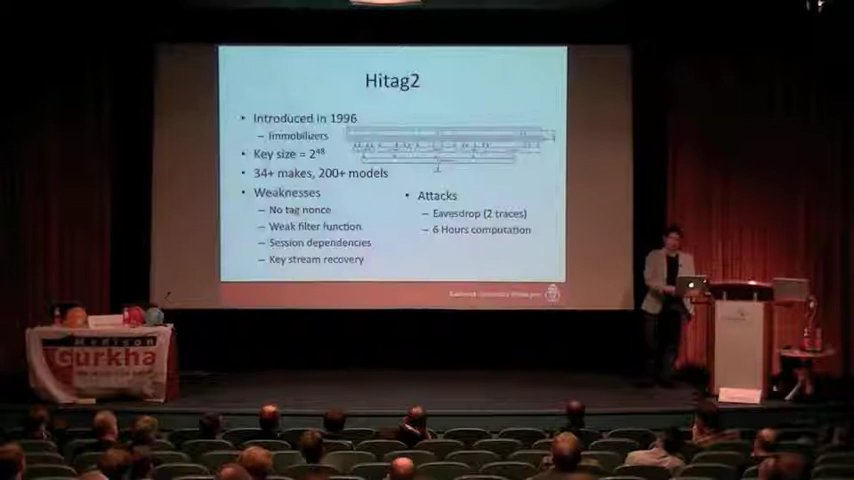 Hitag2
• Introduced in 1996
– Immobilizers
• Key size = 2⁴⁸
• 34+ makes, 200+ models
• Weaknesses
– No tag nonce
– Weak filter function
– Session dependencies
– Key stream recovery
• Attacks
– Eavesdrop (2 traces)
– 6 Hours computation
Madison
Gurkha